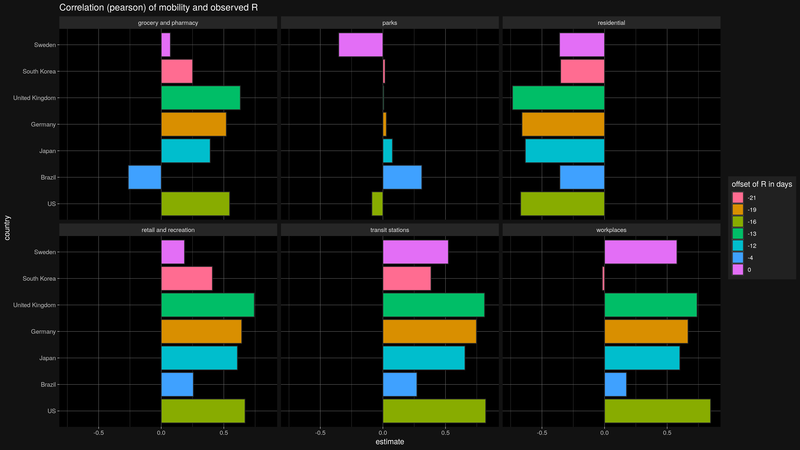 Correlation (pearson) of mobility and observed R
grocery and pharmacy
parks
residential
Sweden
South Korea
United Kingdom
Germany
Japan
Brazil
US
retail and recreation
transit stations
workplaces
Sweden
South Korea
United Kingdom
Germany
Japan
Brazil
US
-0.5
0.0
0.5
-0.5
0.0
0.5
-0.5
0.0
0.5
estimate
country
offset of R in days
-21
-19
-16
-13
-12
-4
0